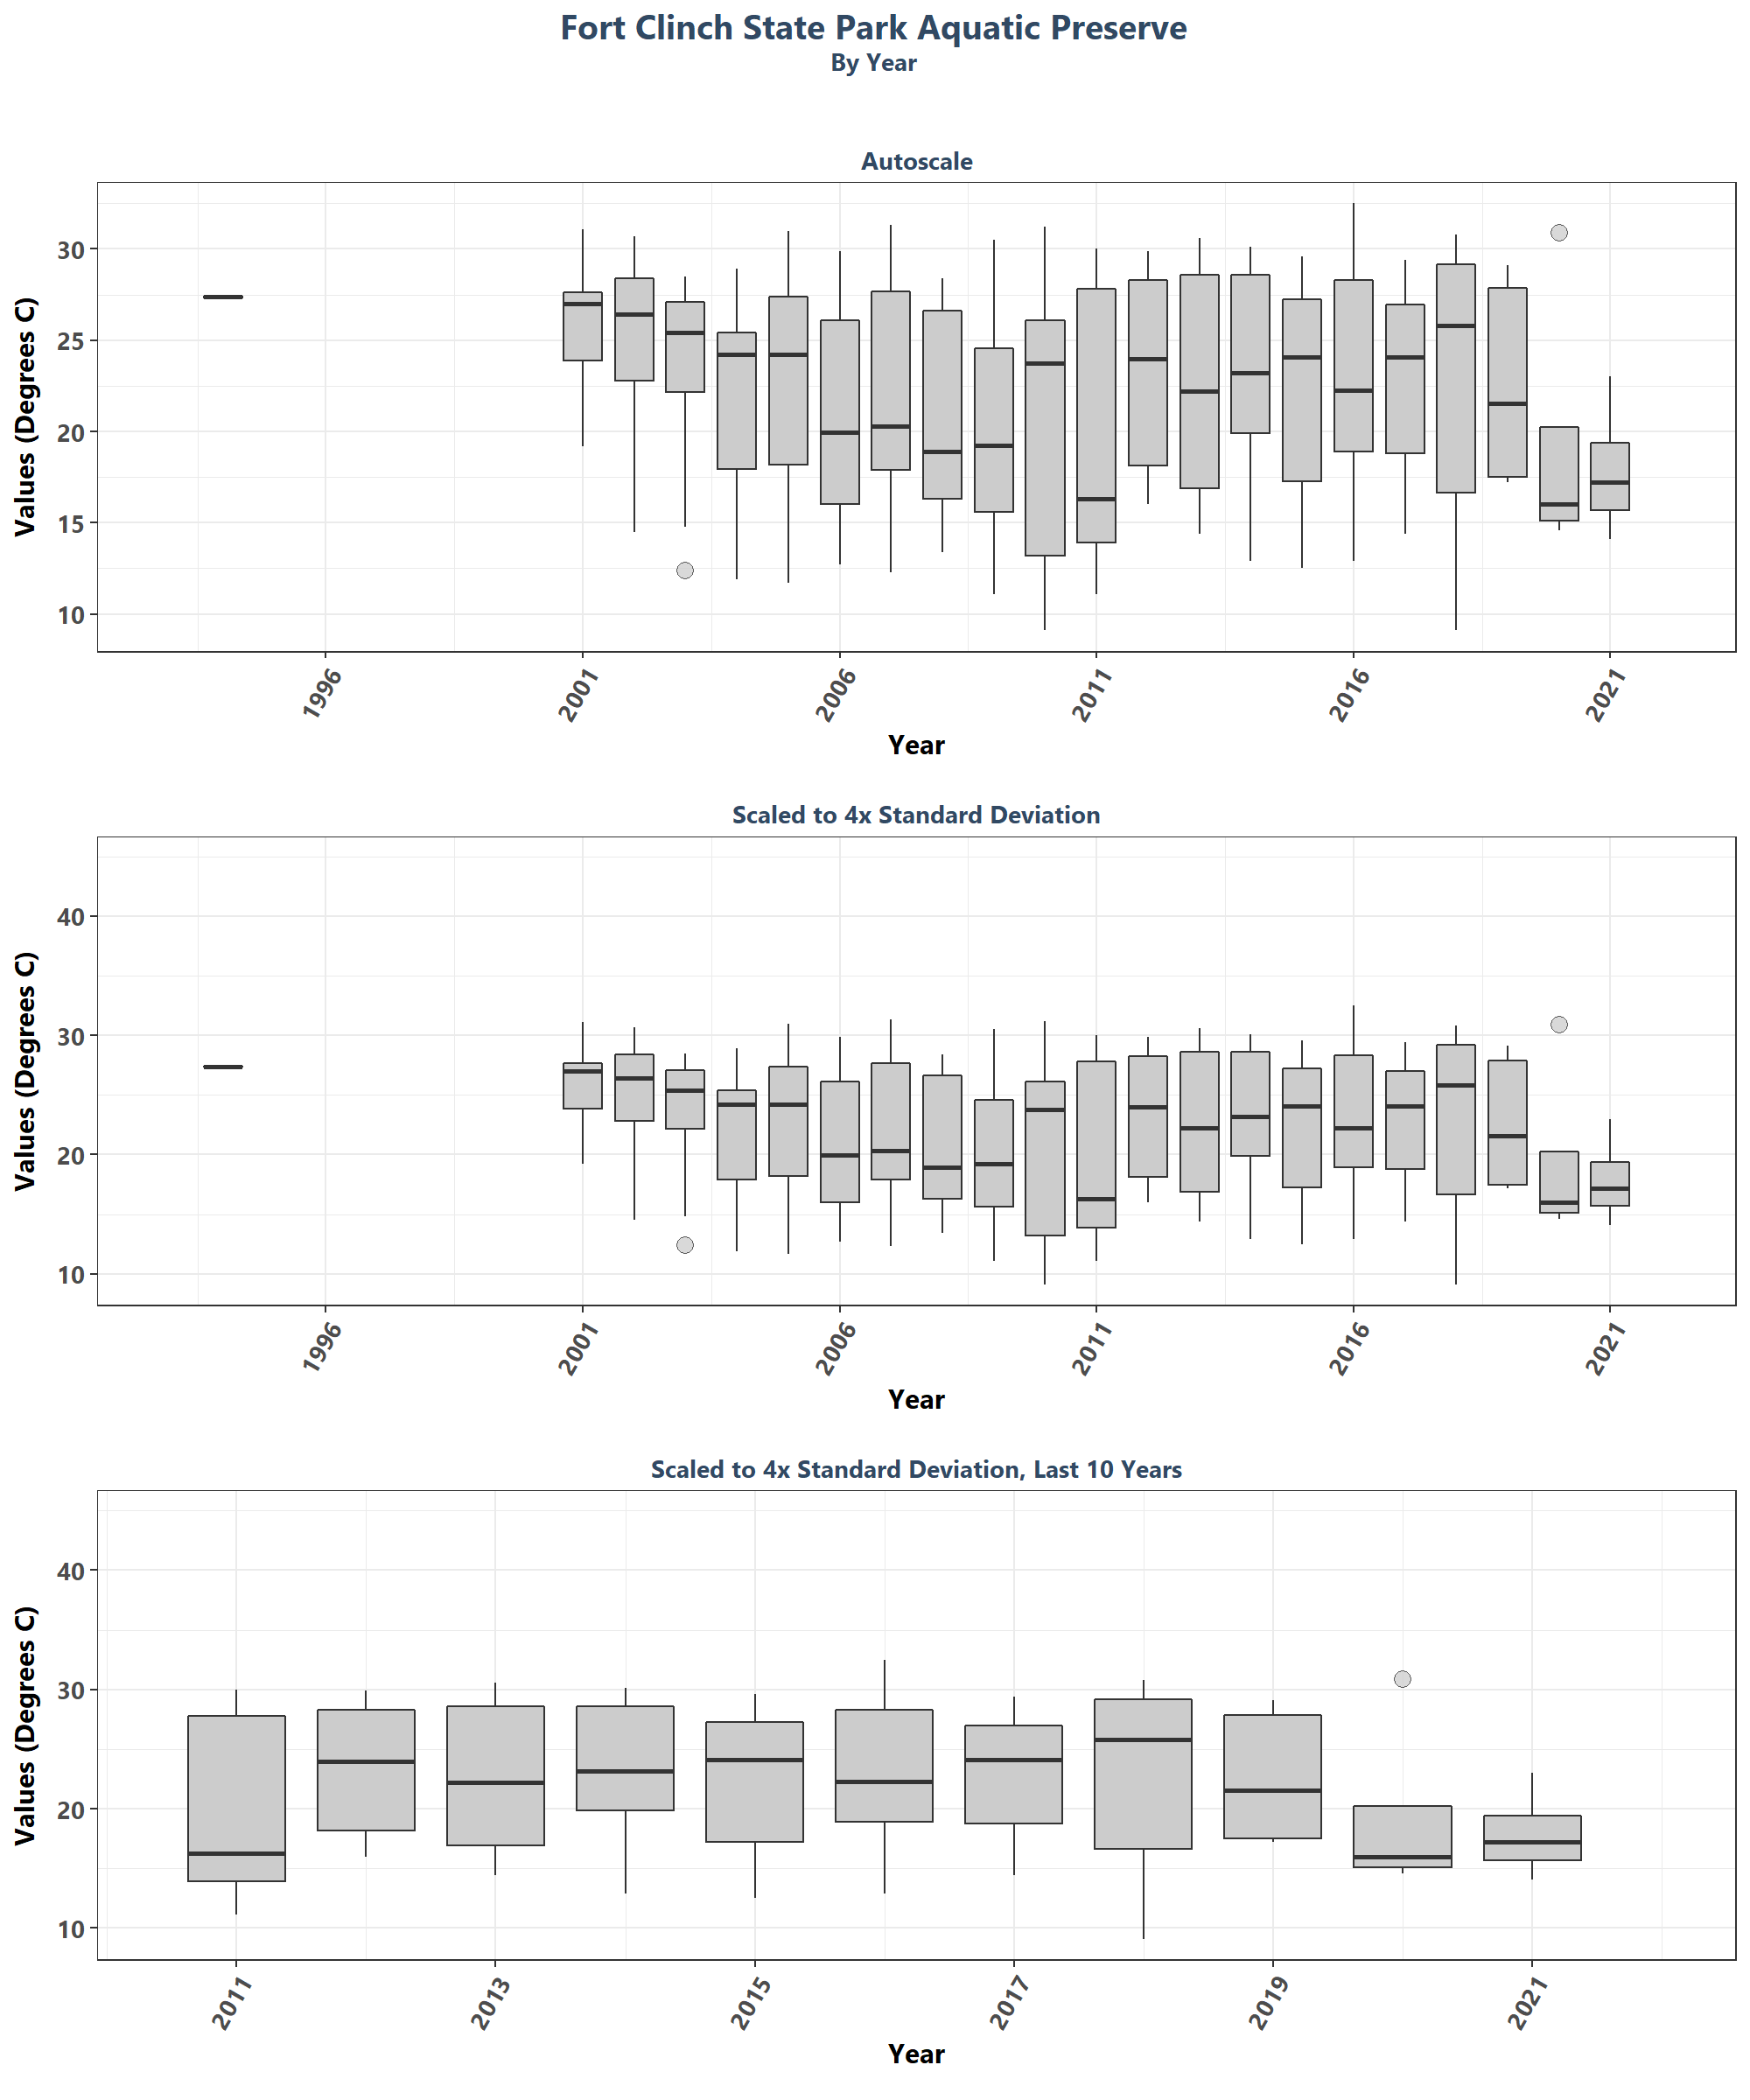 Fort Clinch State Park Aquatic Preserve
By Year
Autoscale
Values (Degrees C)
30
25
20
15
10
1996
2001
2006
2011
2016
2021
Year
Scaled to 4x Standard Deviation
Values (Degrees C)
40
30
20
10
1996
2001
2006
2011
2016
2021
Year
Scaled to 4x Standard Deviation, Last 10 Years
Values (Degrees C)
40
30
20
10
2011
2013
2015
2017
2019
2021
Year